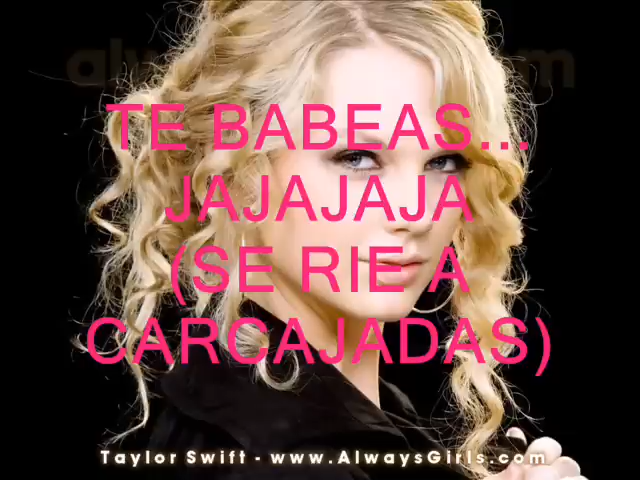 TE BABEAS...
JAJAJAJA
(SE RIE A
CARCAJADAS)
Taylor Swift - www.AlwaysGirls.com